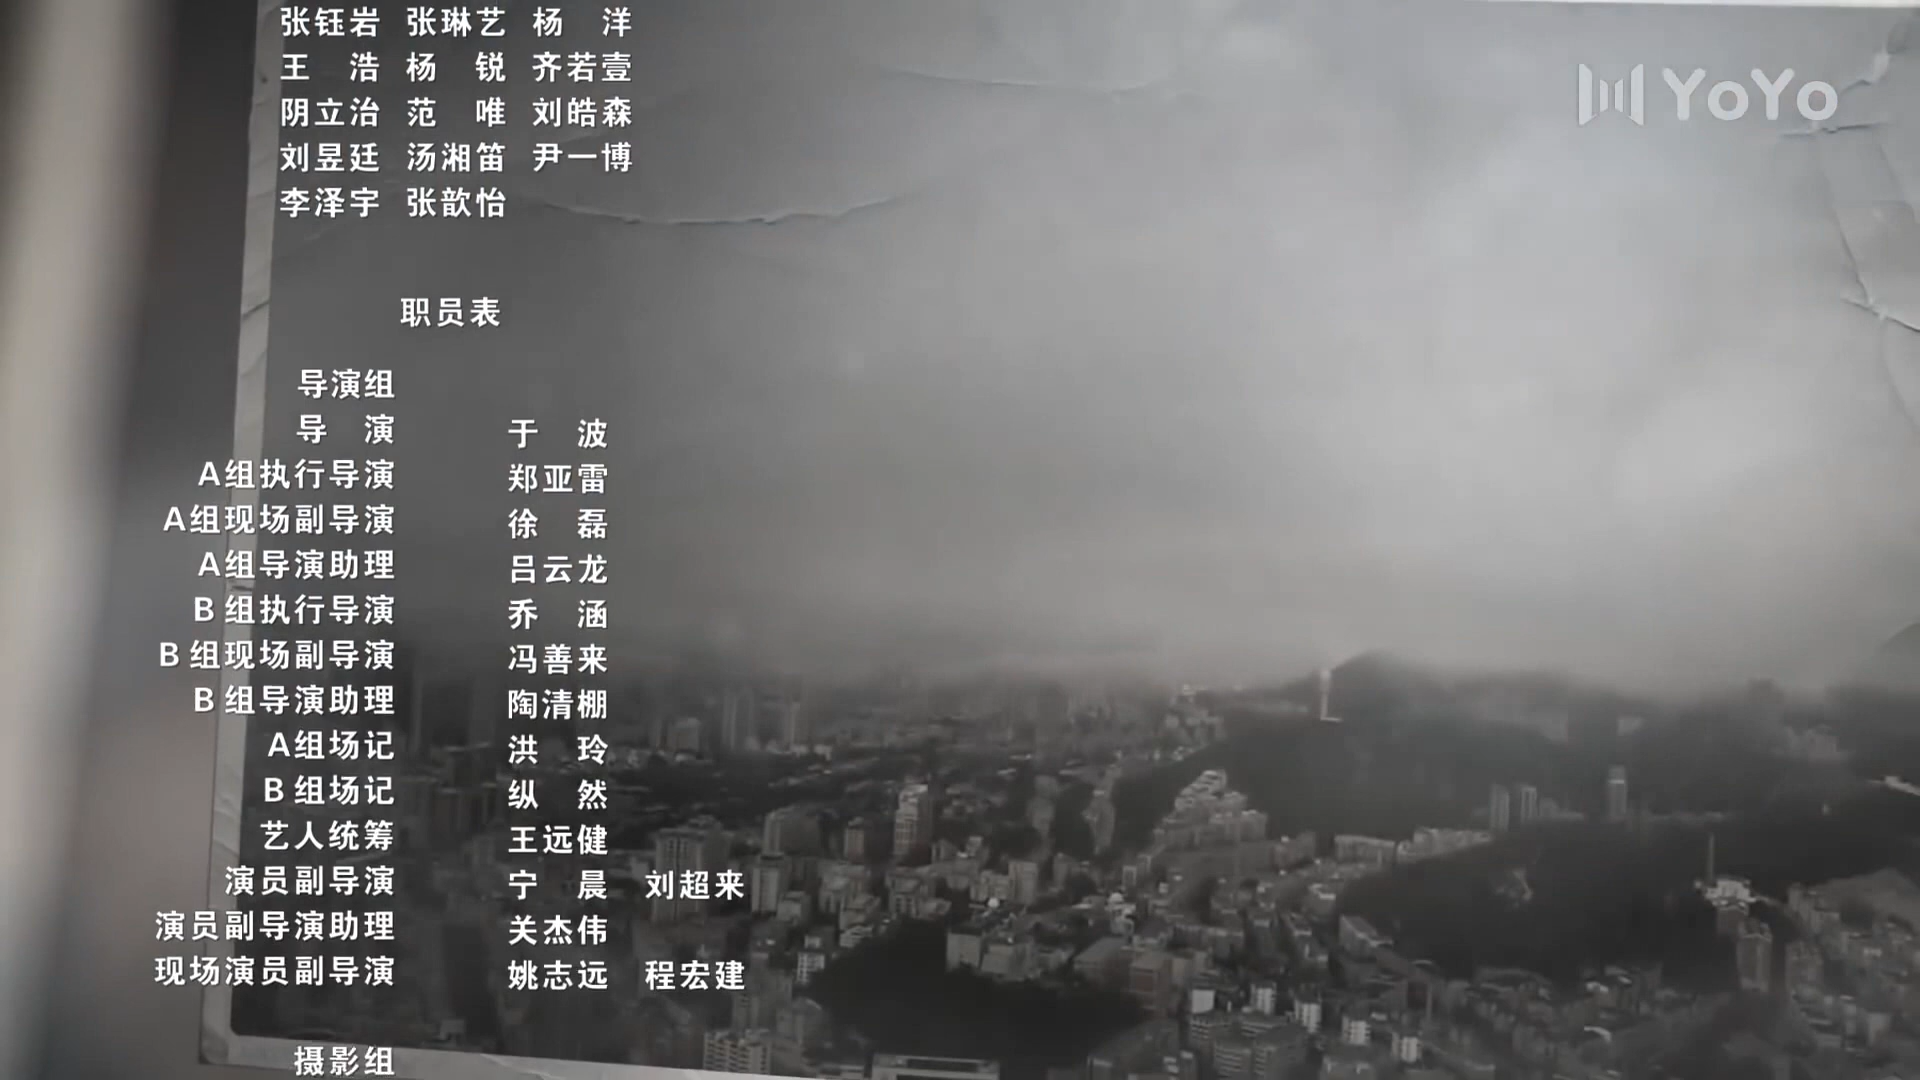 张钰岩 张琳艺 杨 洋
王 浩 杨 锐 齐若壹
阴立治 范 唯 刘皓森
刘昱廷 汤湘笛 尹一博
李泽宇 张歆怡
YoYo
职员表
导演组
导 演 于 波
A组执行导演 郑亚雷
A组现场副导演 徐 磊
A组导演助理 吕云龙
B组执行导演 乔 涵
B组现场副导演 冯善来
B组导演助理 陶清棚
A组场记 洪 玲
B组场记 纵 然
艺人统筹 王远健
演员副导演 宁 晨 刘超来
演员副导演助理 关杰伟
现场演员副导演 姚志远 程宏建
摄影组